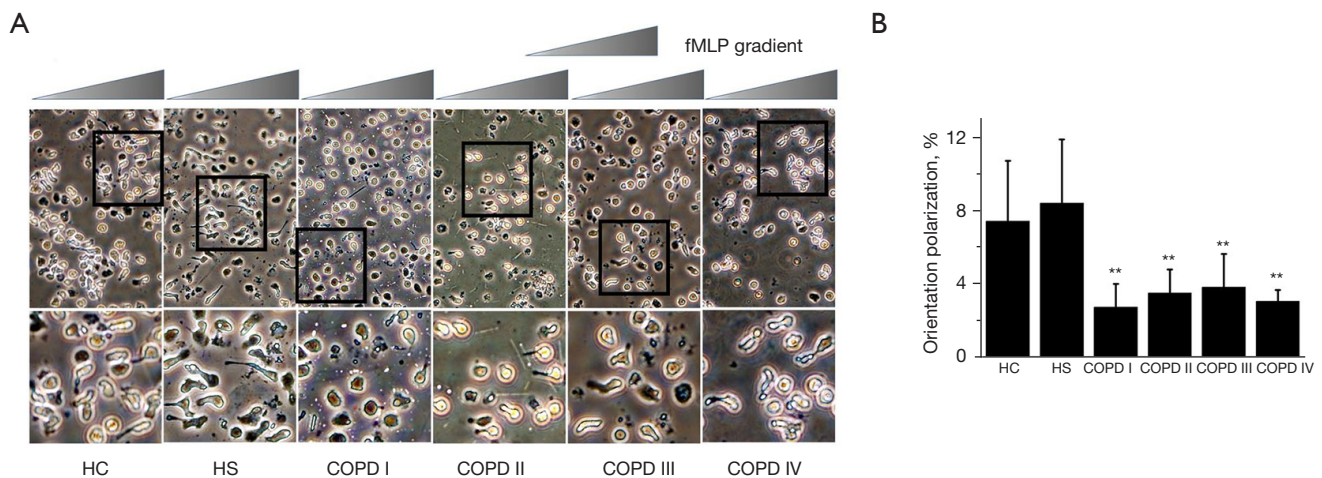 A
fMLP gradient
HC HS COPD I COPD II COPD III COPD IV
B
Orientation polarization, %
12
8
4
0
** ** ** **
HC HS COPD I COPD II COPD III COPD IV